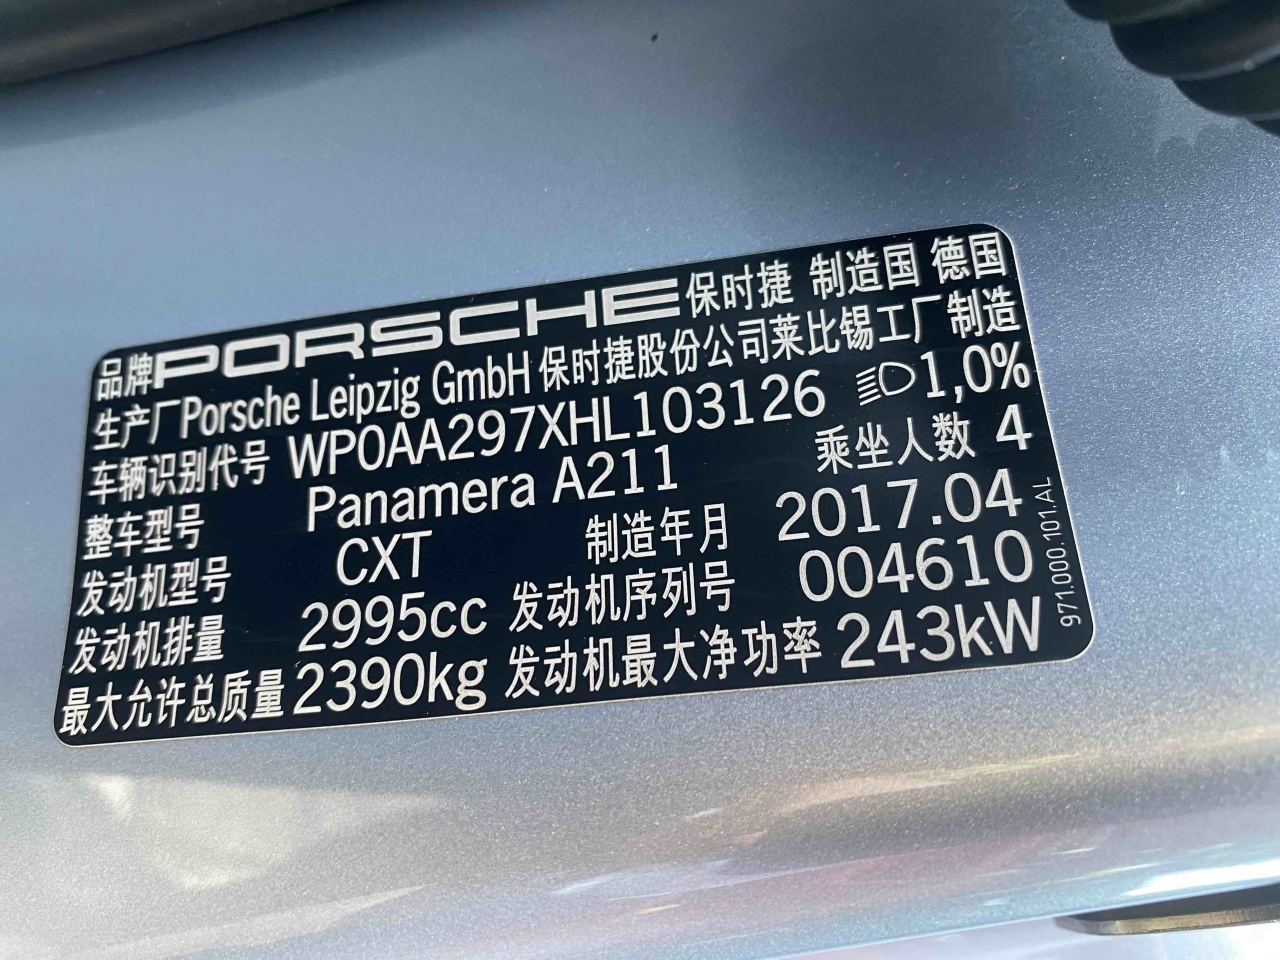 品牌PORSCHE保时捷 制造国 德国
生产厂Porsche Leipzig GmbH保时捷股份公司莱比锡工厂制造
车辆识别代号 WP0AA297XHL103126 1,0%
整车型号 Panamera A211 乘坐人数 4
发动机型号 CXT 制造年月 2017.04
发动机排量 2995cc 发动机序列号 004610
最大允许总质量 2390kg 发动机最大净功率 243kW
971.000.101.AL